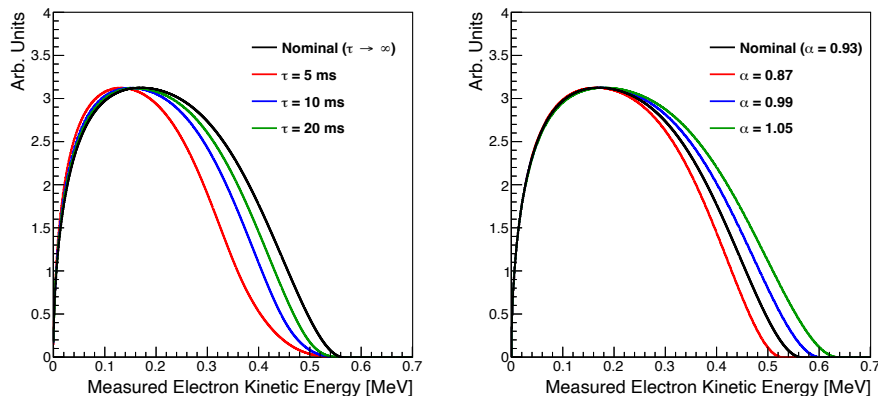 Arb. Units
4
3.5
3
2.5
2
1.5
1
0.5
0
Nominal (τ → ∞)
τ = 5 ms
τ = 10 ms
τ = 20 ms
0 0.1 0.2 0.3 0.4 0.5 0.6 0.7
Measured Electron Kinetic Energy [MeV]
Arb. Units
4
3.5
3
2.5
2
1.5
1
0.5
0
Nominal (α = 0.93)
α = 0.87
α = 0.99
α = 1.05
0 0.1 0.2 0.3 0.4 0.5 0.6 0.7
Measured Electron Kinetic Energy [MeV]